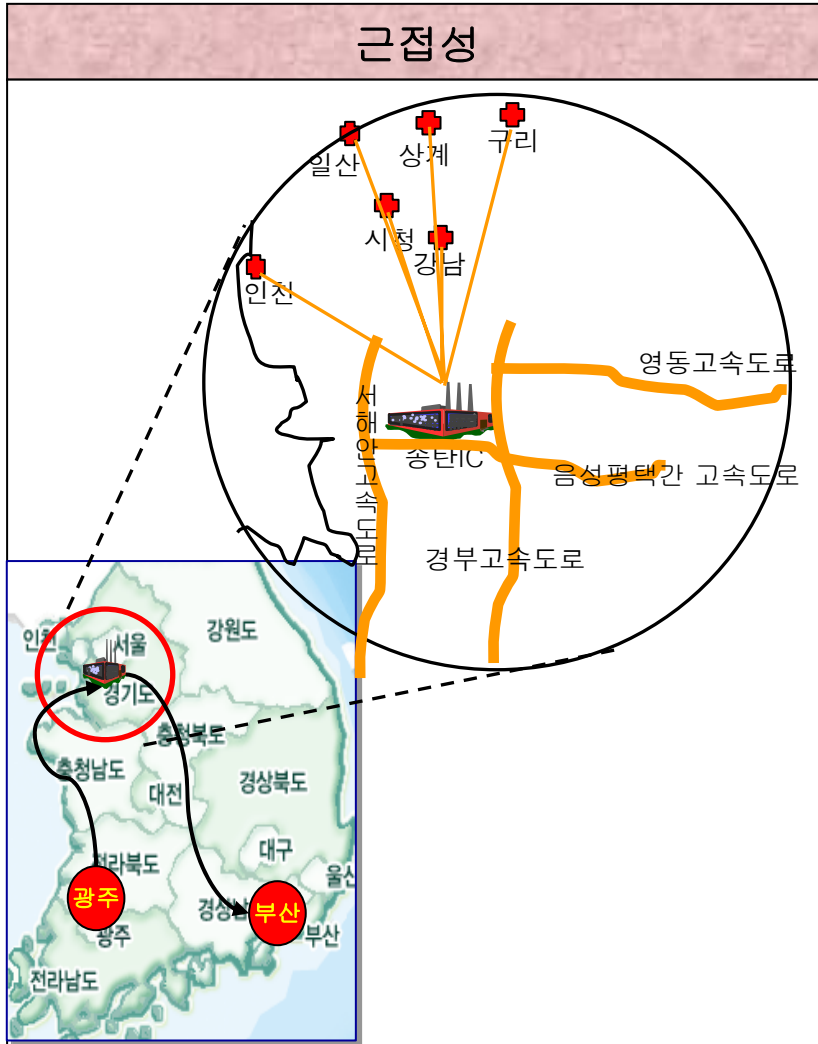 근접성
일산
상계
구리
시청
강남
인천
영동고속도로
서해안고속도로
송탄IC
음성평택간 고속도로
경부고속도로
인천
서울
강원도
경기도
충청북도
충청남도
대전
경상북도
대구
전라북도
울산
광주
경상남
부산
광주
부산
전라남도